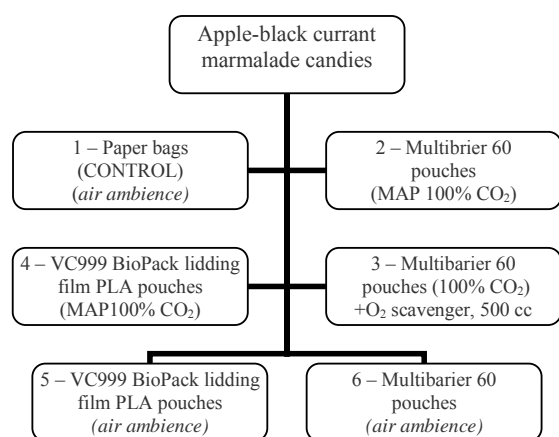 Apple-black currant
marmalade candies
1 – Paper bags
(CONTROL)
(air ambience)
2 – Multibrier 60
pouches
(MAP 100% CO₂)
4 – VC999 BioPack lidding
film PLA pouches
(MAP100% CO₂)
3 – Multibarier 60
pouches (100% CO₂)
+O₂ scavenger, 500 cc
5 – VC999 BioPack lidding
film PLA pouches
(air ambience)
6 – Multibarier 60
pouches
(air ambience)